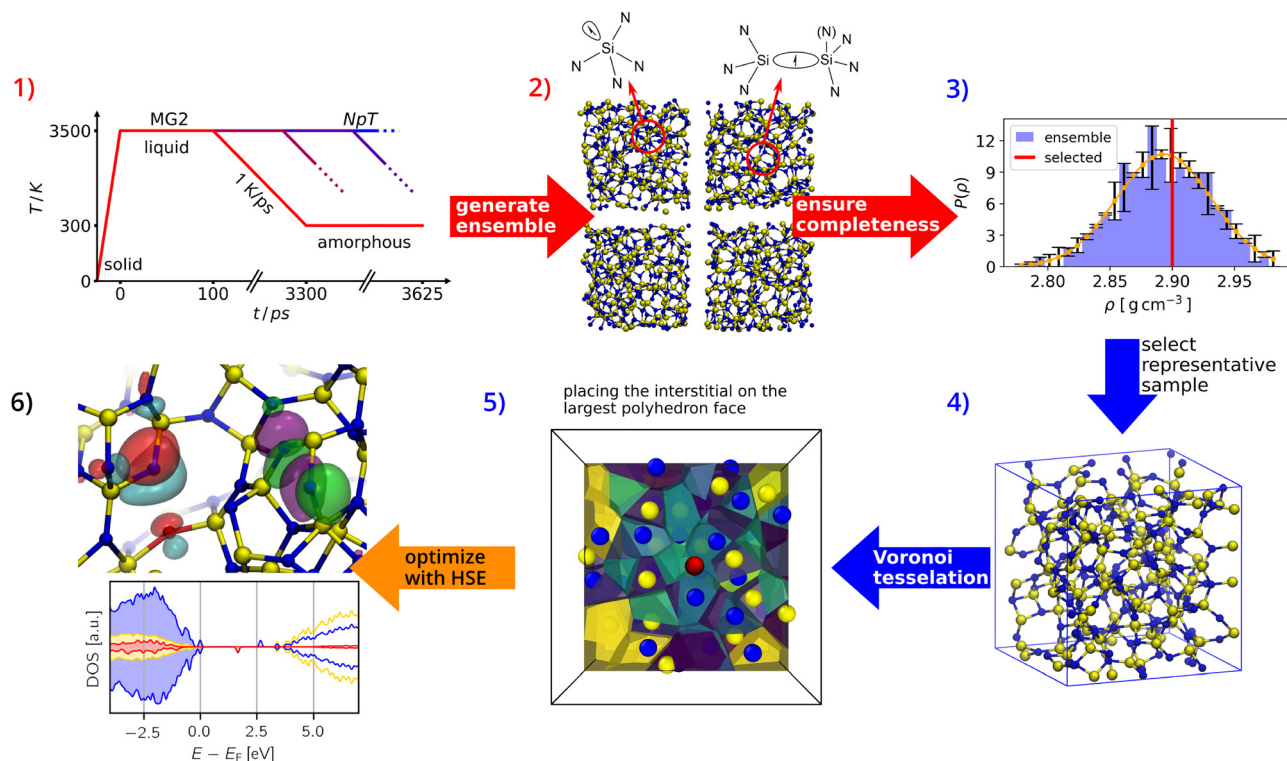 1)
3500
300
0
T / K
MG2
liquid
NpT
1 K/ps
amorphous
solid
0
100
3300
3625
t / ps
generate
ensemble
2)
N
Si
N
N
N
N
Si
N
N
(N)
Si
N
N
N
ensure
completeness
3)
12
9
6
3
0
P(ρ)
ensemble
selected
2.80
2.85
2.90
2.95
ρ [ g cm⁻³ ]
select
representative
sample
4)
Voronoi
tesselation
5)
placing the interstitial on the
largest polyhedron face
optimize
with HSE
6)
DOS [a.u.]
−2.5
0.0
2.5
5.0
E − E_F [eV]